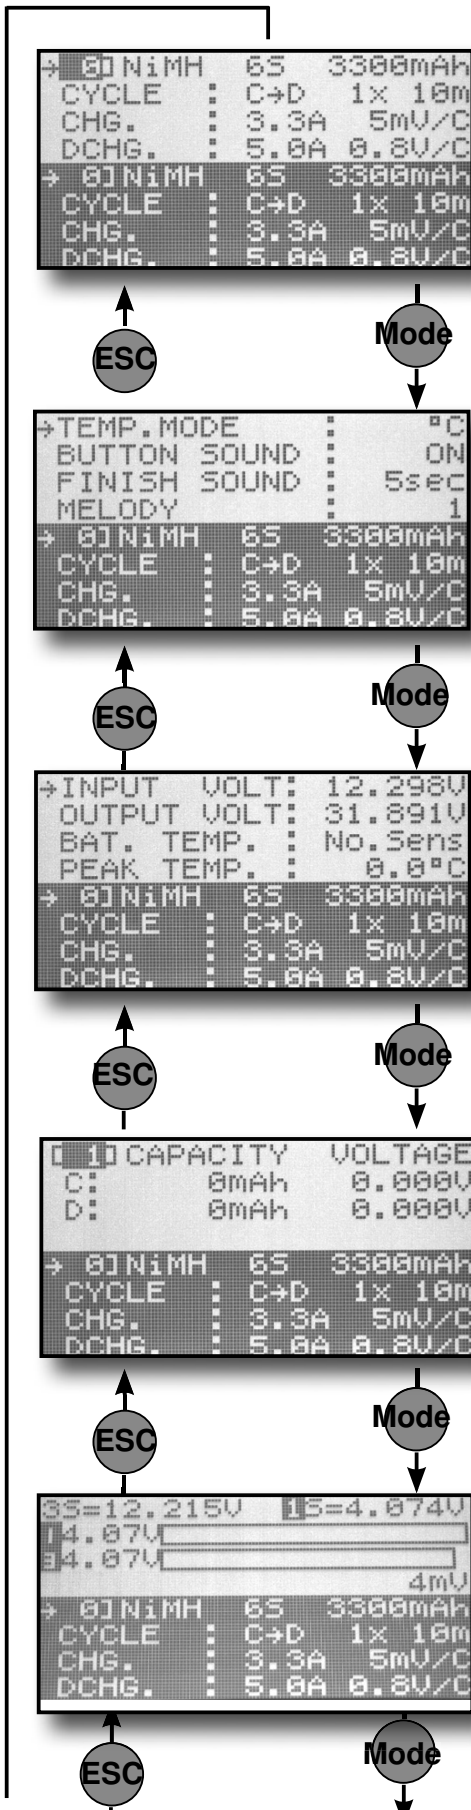 → 0] NiMH 6S 3300mAh
CYCLE : C→D 1x 10m
CHG. : 3.3A 5mV/C
DCHG. : 5.0A 0.8V/C
→ 0] NiMH 6S 3300mAh
CYCLE : C→D 1x 10m
CHG. : 3.3A 5mV/C
DCHG. : 5.0A 0.8V/C
ESC Mode
→TEMP.MODE : °C
BUTTON SOUND : ON
FINISH SOUND : 5sec
MELODY : 1
→ 0] NiMH 6S 3300mAh
CYCLE : C→D 1x 10m
CHG. : 3.3A 5mV/C
DCHG. : 5.0A 0.8V/C
ESC Mode
→INPUT VOLT: 12.298V
OUTPUT VOLT: 31.891V
BAT. TEMP. : No.Sens
PEAK TEMP. : 0.0°C
→ 0] NiMH 6S 3300mAh
CYCLE : C→D 1x 10m
CHG. : 3.3A 5mV/C
DCHG. : 5.0A 0.8V/C
ESC Mode
[ 1] CAPACITY VOLTAGE
C: 0mAh 0.000V
D: 0mAh 0.000V
→ 0] NiMH 6S 3300mAh
CYCLE : C→D 1x 10m
CHG. : 3.3A 5mV/C
DCHG. : 5.0A 0.8V/C
ESC Mode
3S=12.215V 1S=4.074V
1 4.07V
3 4.07V
4mV
→ 0] NiMH 6S 3300mAh
CYCLE : C→D 1x 10m
CHG. : 3.3A 5mV/C
DCHG. : 5.0A 0.8V/C
ESC Mode